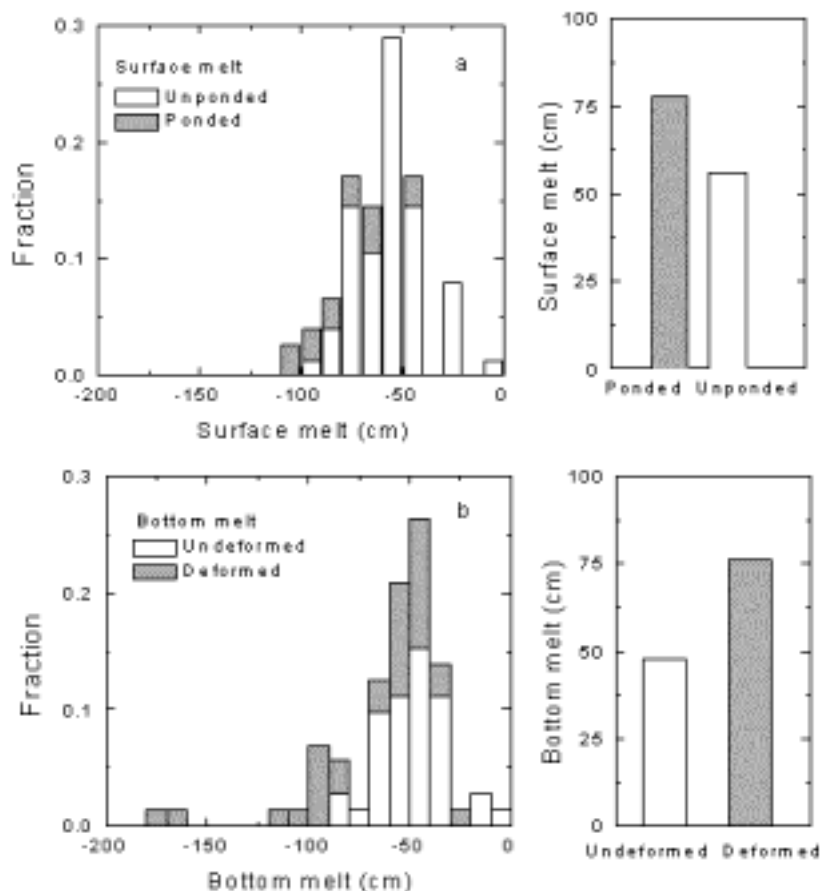 0.3
0.2
0.1
0.0
Fraction
Surface melt
Unponded
Ponded
a
-200
-150
-100
-50
0
Surface melt (cm)
100
75
50
25
0
Surface melt (cm)
Ponded Unponded
0.3
0.2
0.1
0.0
Fraction
Bottom melt
Undeformed
Deformed
b
-200
-150
-100
-50
0
Bottom melt (cm)
100
75
50
25
0
Bottom melt (cm)
Undeformed Deformed